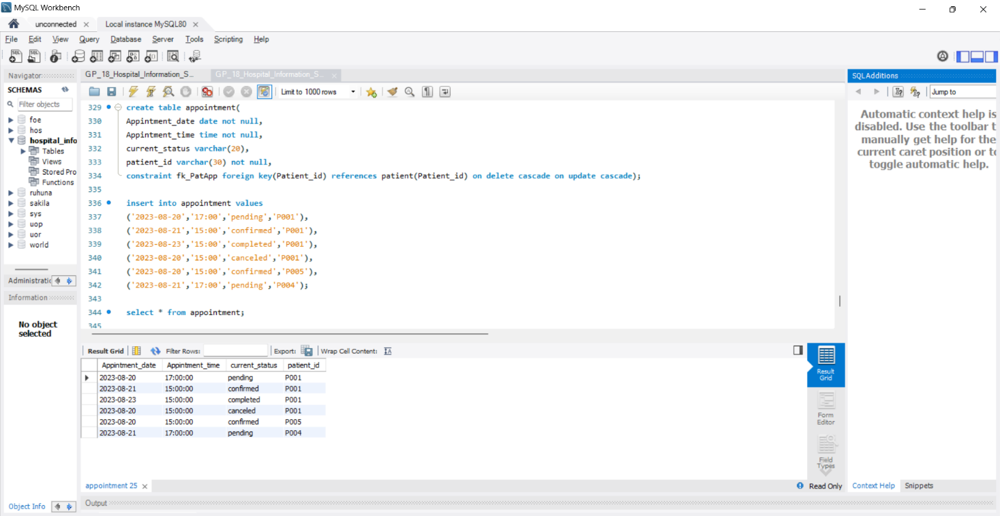 MySQL Workbench
unconnected
Local instance MySQL80
File Edit View Query Database Server Tools Scripting Help
Navigator
GP_18_Hospital_Information_S...
GP_18_Hospital_Information_S...
SQLAdditions
SCHEMAS
Limit to 1000 rows
Jump to
Filter objects
foe
hos
hospital_info
Tables
Views
Stored Pro
Functions
ruhuna
sakila
sys
uop
uor
world
329 create table appointment(
330 Appintment_date date not null,
331 Appintment_time time not null,
332 current_status varchar(20),
333 patient_id varchar(30) not null,
334 constraint fk_PatApp foreign key(Patient_id) references patient(Patient_id) on delete cascade on update cascade);
335
336 insert into appointment values
337 ('2023-08-20','17:00','pending','P001'),
338 ('2023-08-21','15:00','confirmed','P001'),
339 ('2023-08-23','15:00','completed','P001'),
340 ('2023-08-20','15:00','canceled','P001'),
341 ('2023-08-20','15:00','confirmed','P005'),
342 ('2023-08-21','17:00','pending','P004');
343
344 select * from appointment;
345
Automatic context help is
disabled. Use the toolbar t
manually get help for the
current caret position or to
toggle automatic help.
Administratic
Information
No object
selected
Result Grid Filter Rows: Export: Wrap Cell Content:
Appintment_date Appintment_time current_status patient_id
2023-08-20 17:00:00 pending P001
2023-08-21 15:00:00 confirmed P001
2023-08-23 15:00:00 completed P001
2023-08-20 15:00:00 canceled P001
2023-08-20 15:00:00 confirmed P005
2023-08-21 17:00:00 pending P004
Result
Grid
Form
Editor
Field
Types
appointment 25
Read Only
Context Help Snippets
Object Info
Output